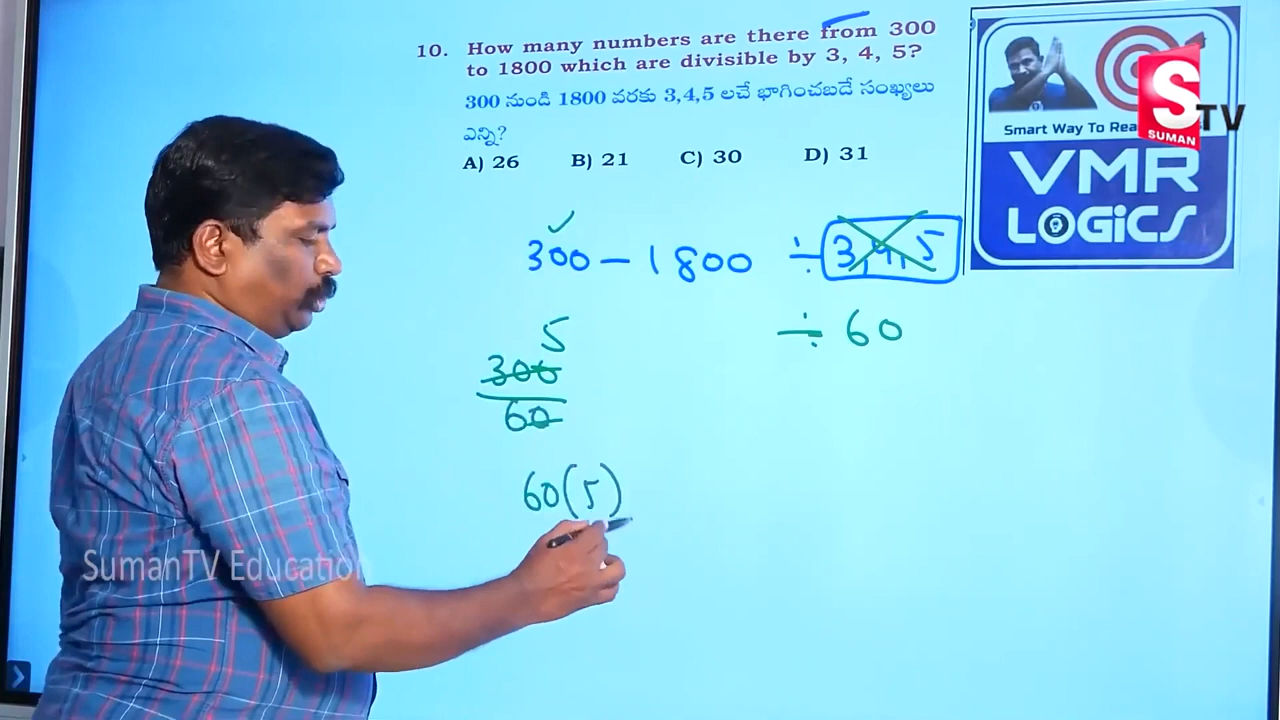 10. How many numbers are there from 300
to 1800 which are divisible by 3, 4, 5?
300 నుండి 1800 వరకు 3,4,5 లచే భాగించబడే సంఖ్యలు
ఎన్ని?
A) 26 B) 21 C) 30 D) 31
Smart Way To Rea
VMR
LOGICS
S TV
SUMAN
300 – 1800 ÷ 3,4,5
÷ 60
5
300
60
60(5)
SumanTV Education